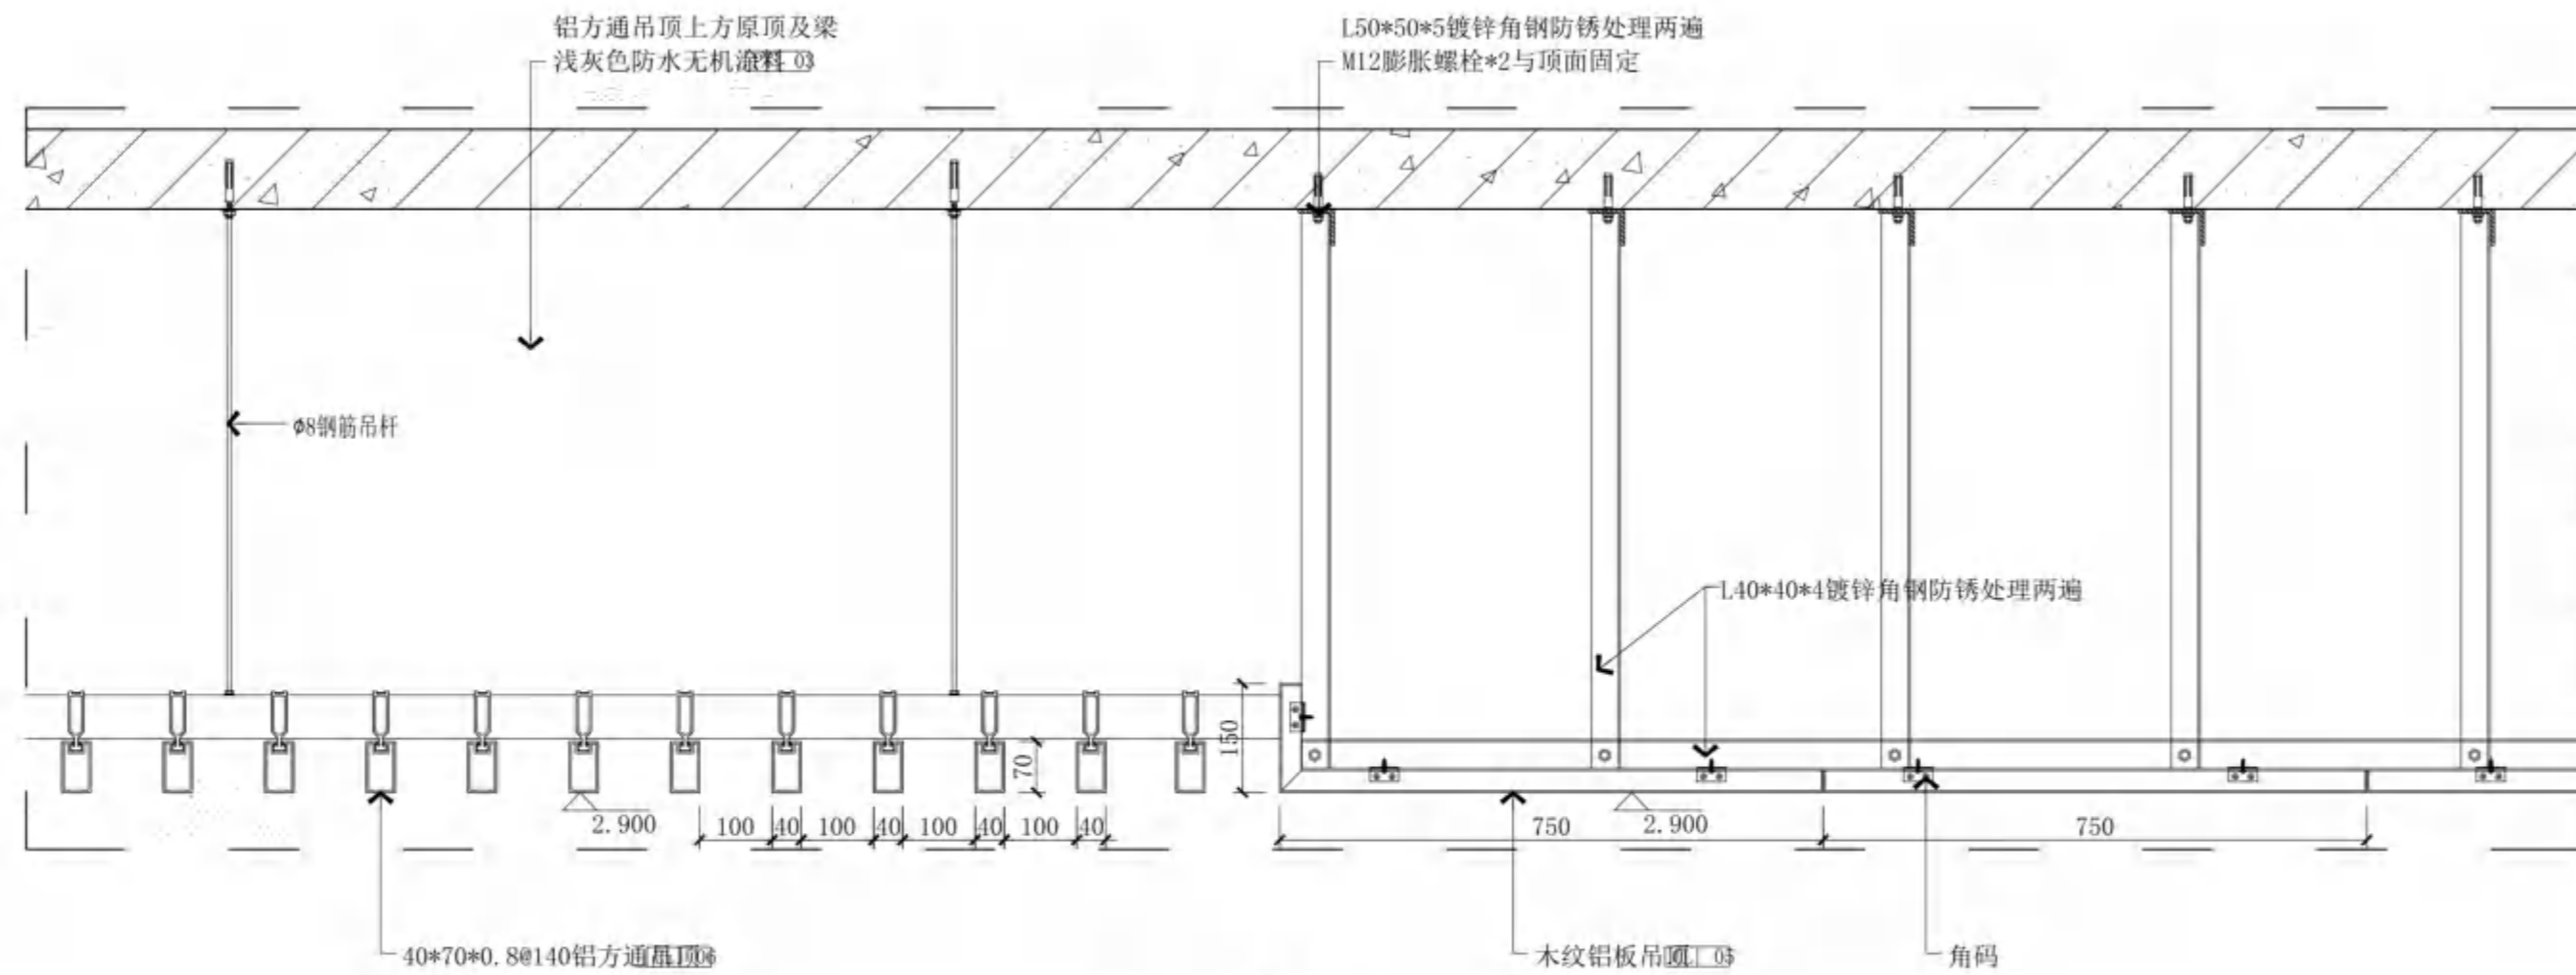 铝方通吊顶上方原顶及梁
浅灰色防水无机涂料 03
L50*50*5镀锌角钢防锈处理两遍
M12膨胀螺栓*2与顶面固定
φ8钢筋吊杆
L40*40*4镀锌角钢防锈处理两遍
150
70
2.900
100 40 100 40 100 40 100 40
750
2.900
750
40*70*0.8@140铝方通吊顶
木纹铝板吊顶
角码